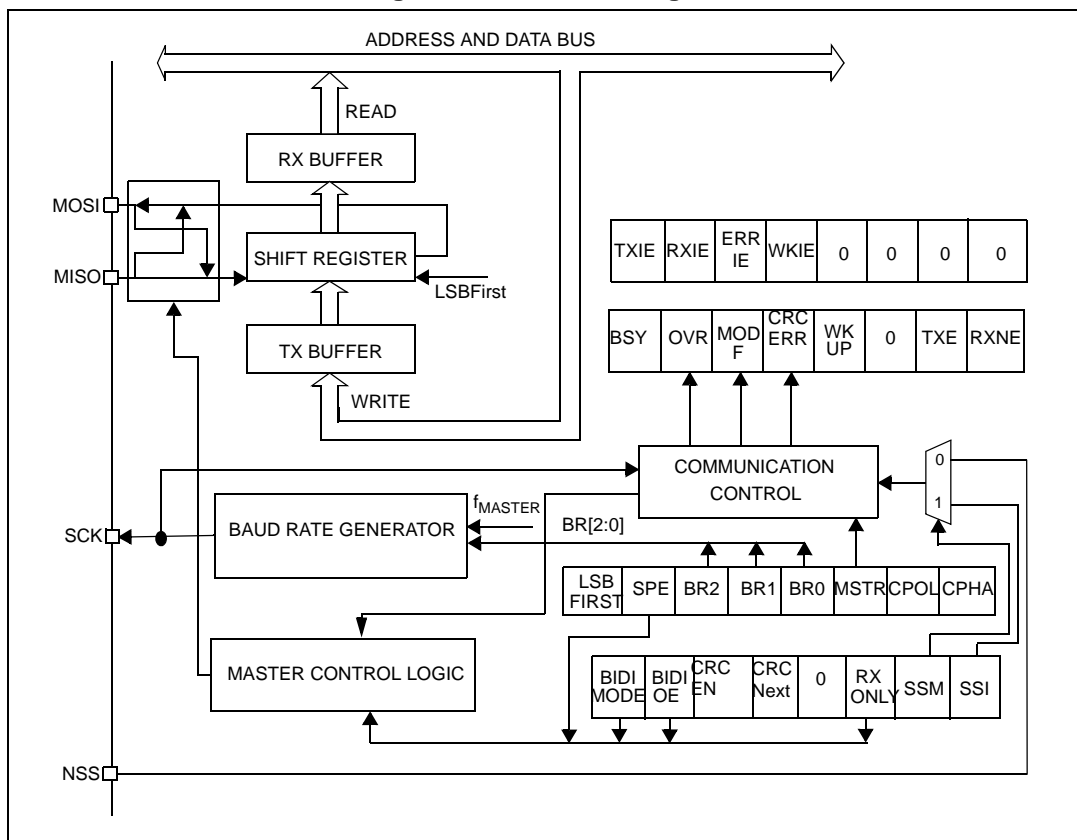 ADDRESS AND DATA BUS
READ
RX BUFFER
MOSI
SHIFT REGISTER
MISO
LSBFirst
TX BUFFER
WRITE
TXIE RXIE ERR IE WKIE 0 0 0 0
BSY OVR MOD F CRC ERR WK UP 0 TXE RXNE
COMMUNICATION
CONTROL
0
1
fMASTER
BAUD RATE GENERATOR
BR[2:0]
SCK
LSB FIRST SPE BR2 BR1 BR0 MSTR CPOL CPHA
MASTER CONTROL LOGIC
BIDI MODE BIDI OE CRC EN CRC Next 0 RX ONLY SSM SSI
NSS